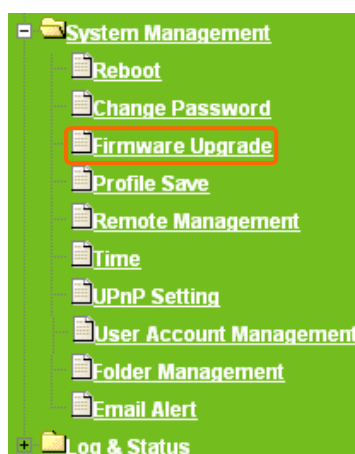 System Management
Reboot
Change Password
Firmware Upgrade
Profile Save
Remote Management
Time
UPnP Setting
User Account Management
Folder Management
Email Alert
Log & Status